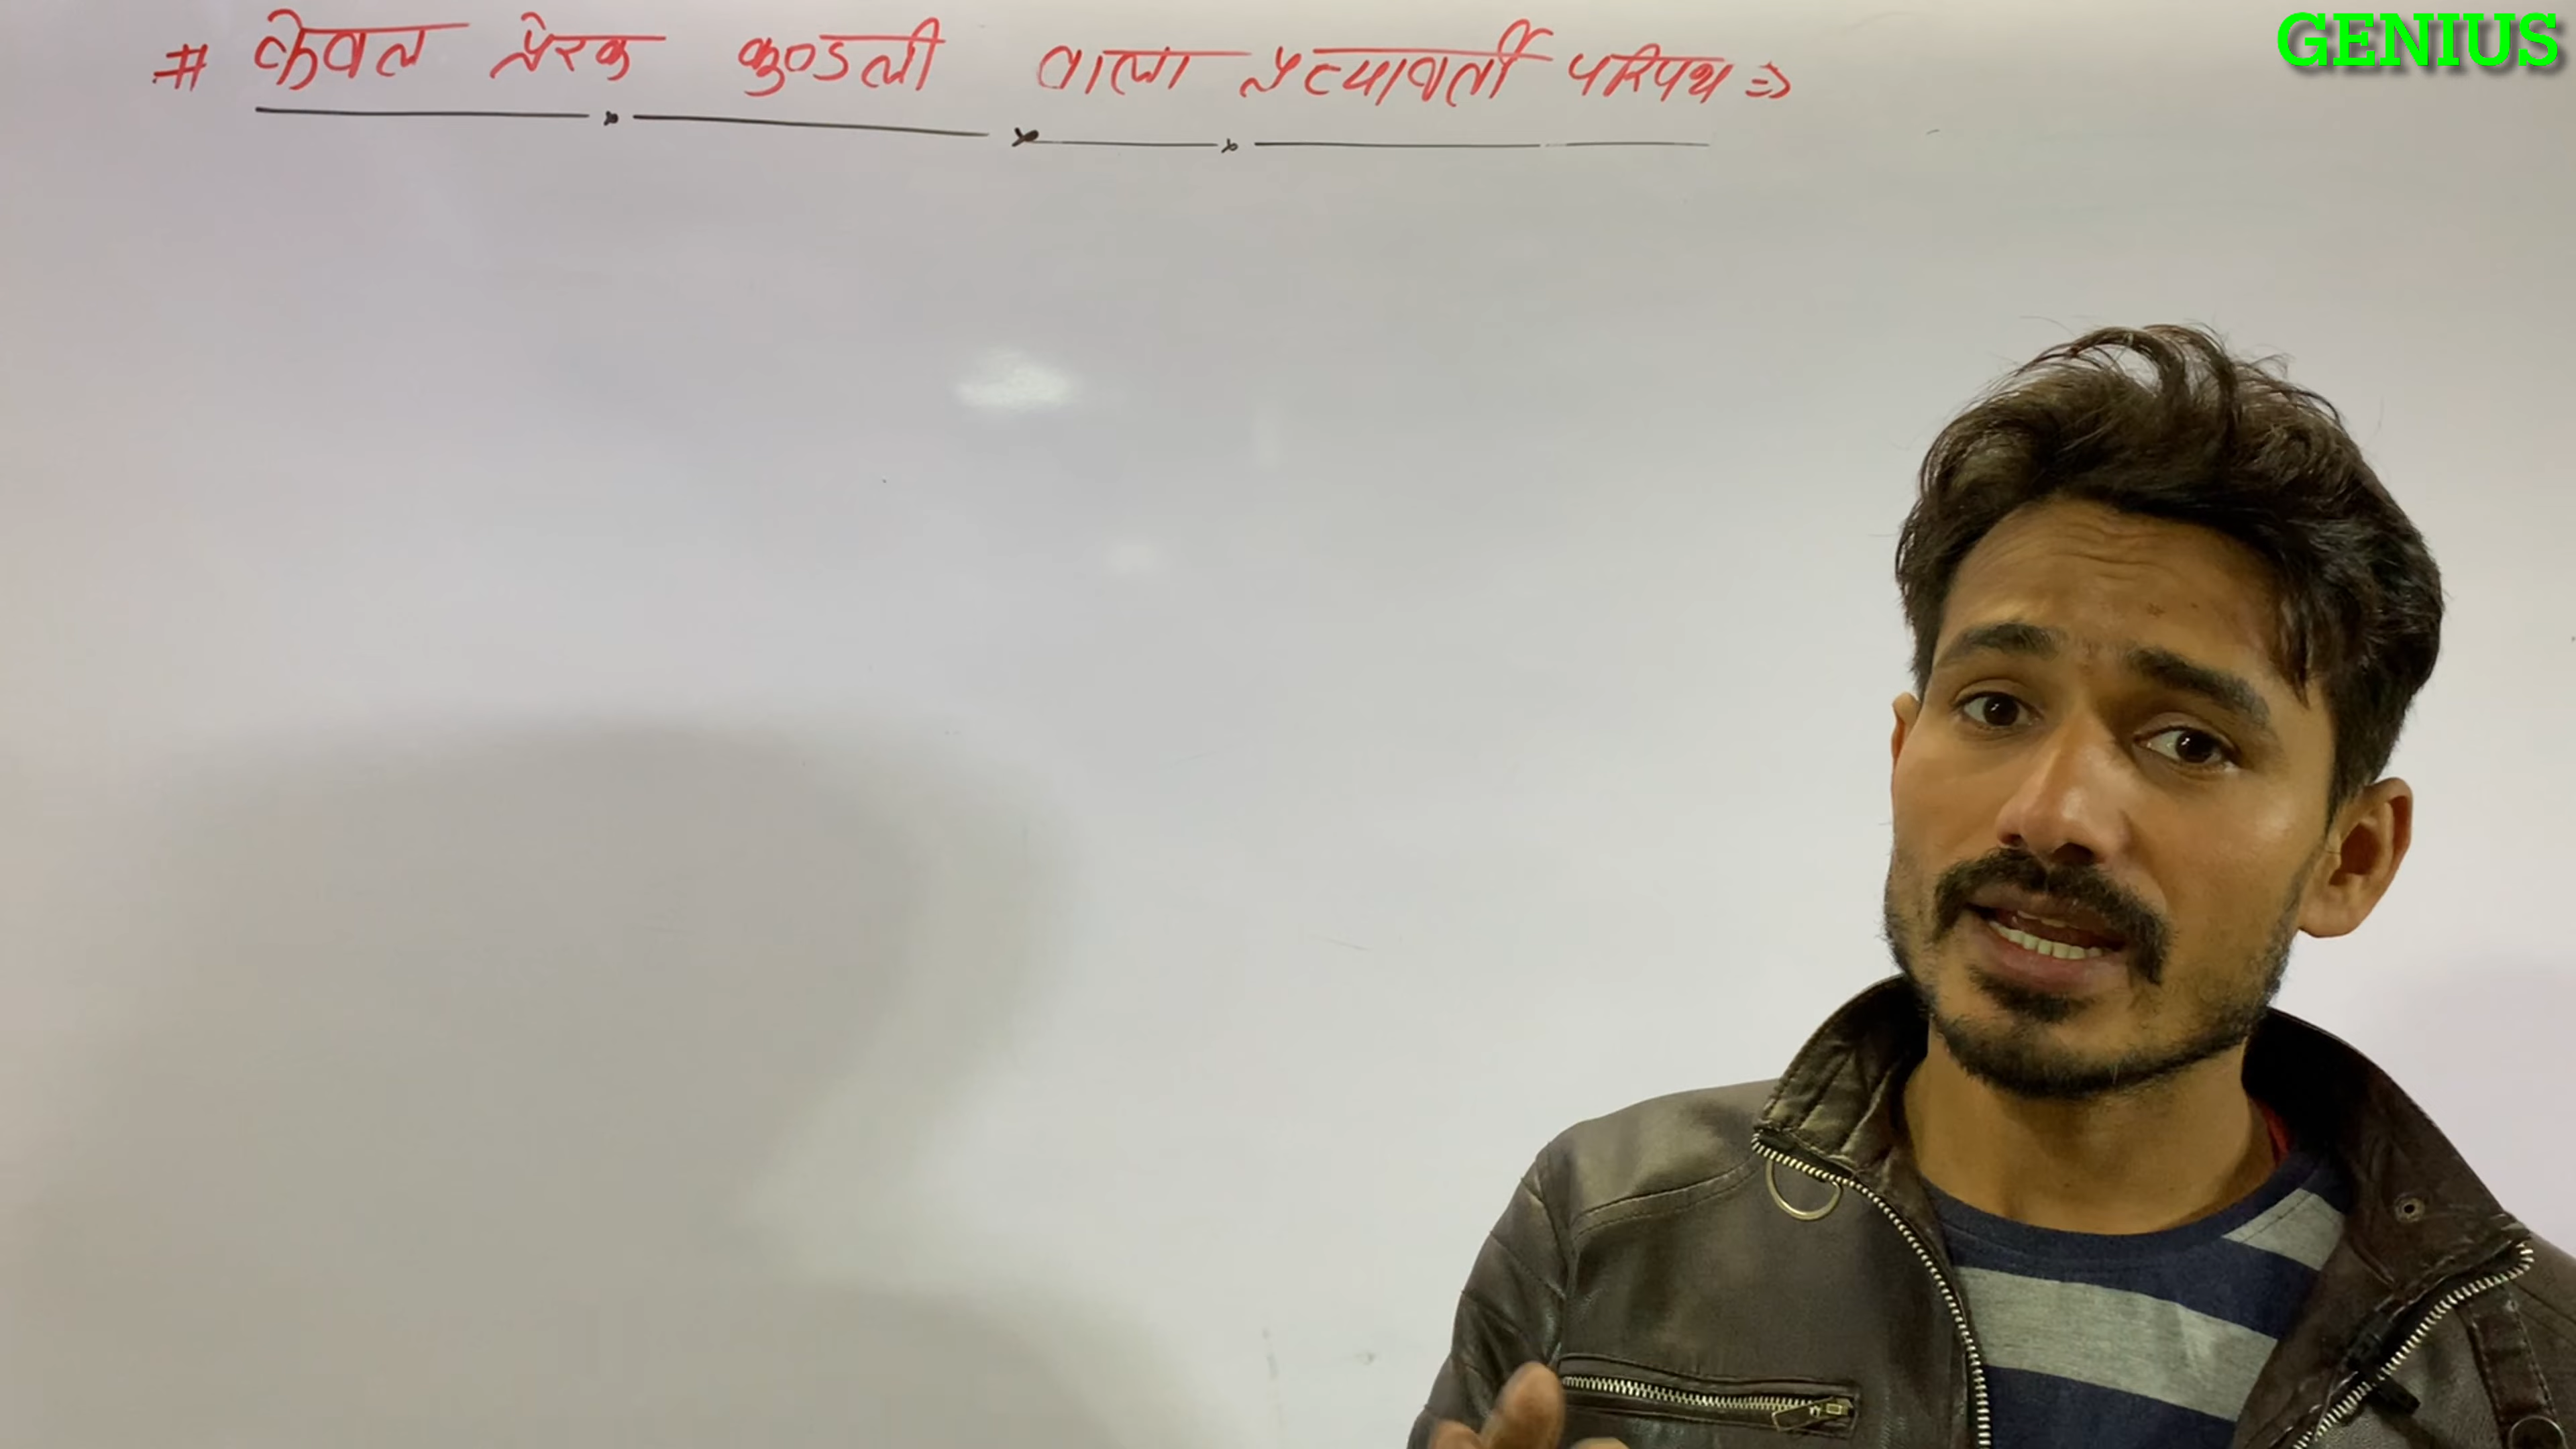 # केवल प्रेरक कुण्डली वाला प्रत्यावर्ती परिपथ ⇒
GENIUS